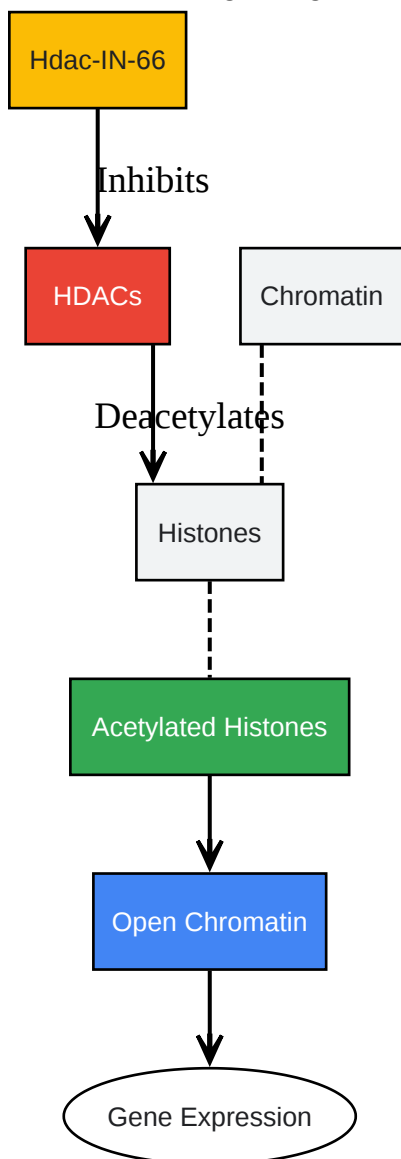 Hdac-IN-66
Inhibits
HDACs
Chromatin
Deacetylates
Histones
Acetylated Histones
Open Chromatin
Gene Expression